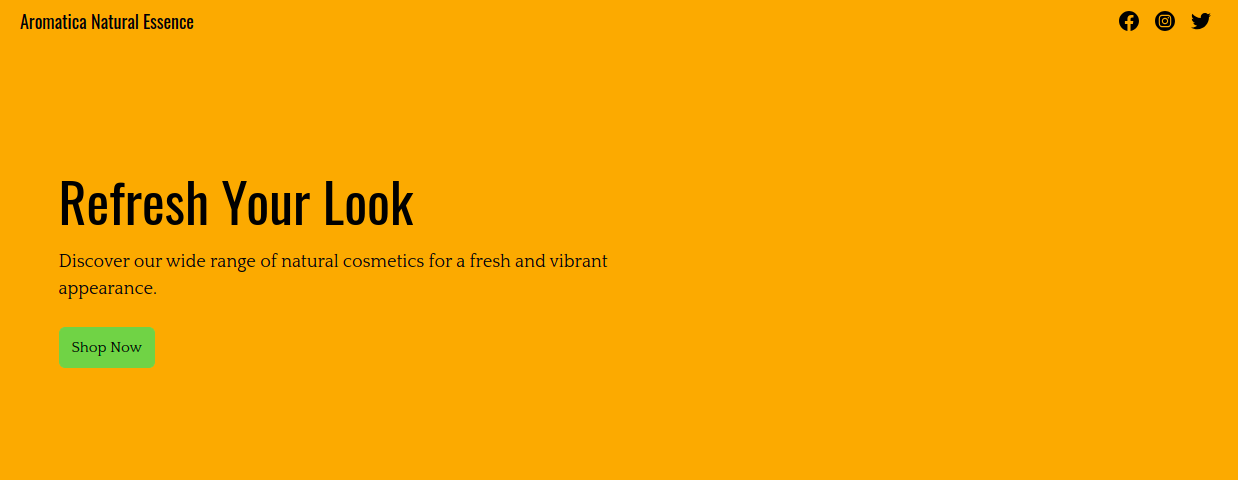 Aromatica Natural Essence
Refresh Your Look
Discover our wide range of natural cosmetics for a fresh and vibrant
appearance.
Shop Now